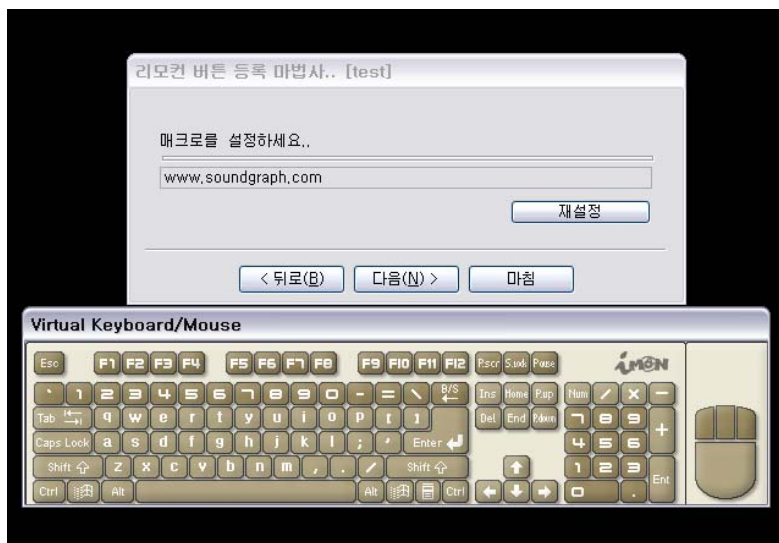 리모컨 버튼 등록 마법사.. [test]
매크로를 설정하세요..
www.soundgraph.com
재설정
< 뒤로(B) 다음(N) > 마침
Virtual Keyboard/Mouse
Esc F1 F2 F3 F4 F5 F6 F7 F8 F9 F10 F11 F12 P.scr S.Lock Pause iMON
` 1 2 3 4 5 6 7 8 9 0 - = \ B/S Ins Home P.up Num / X -
Tab q w e r t y u i o p [ ] Del End P.down 7 8 9 +
Caps Lock a s d f g h j k l ; ' Enter 4 5 6
Shift z x c v b n m , . / Shift 1 2 3 Ent
Ctrl Alt Alt Ctrl 0 .